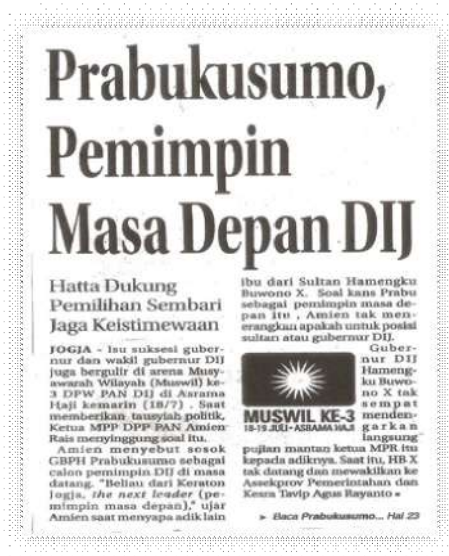 Prabukusumo,
Pemimpin
Masa Depan DIJ
Hatta Dukung
Pemilihan Sembari
Jaga Keistimewaan
JOGJA - Isu suksesi guber-
nur dan wakil gubernur DIJ
juga bergulir di arena Musy-
awarah Wilayah (Muswil) ke-
3 DPW PAN DIJ di Asrama
Haji kemarin (18/7) . Saat
memberikan tausyiah politik,
Ketua MPP DPP PAN Amien
Rais menyinggung soal itu.
Amien menyebut sosok
GBPH Prabukusumo sebagai
calon pemimpin DIJ di masa
datang. "Beliau dari Keraton
Jogja, the next leader (pe-
mimpin masa depan)," ujar
Amien saat menyapa adik lain
ibu dari Sultan Hamengku
Buwono X. Soal kans Prabu
sebagai pemimpin masa de-
pan itu , Amien tak men-
erangkan apakah untuk posisi
sultan atau gubernur DIJ.
Guber-
nur DIJ
Hameng-
ku Buwo-
no X tak
sempat
menden-
garkan
langsung
MUSWIL KE-3
18-19 JULI • ASRAMA HAJI
pujian mantan ketua MPR itu
kepada adiknya. Saat itu, HB X
tak datang dan mewakilkan ke
Assekprov Pemerintahan dan
Kesra Tavip Agus Rayanto
Baca Prabukusumo... Hal 23